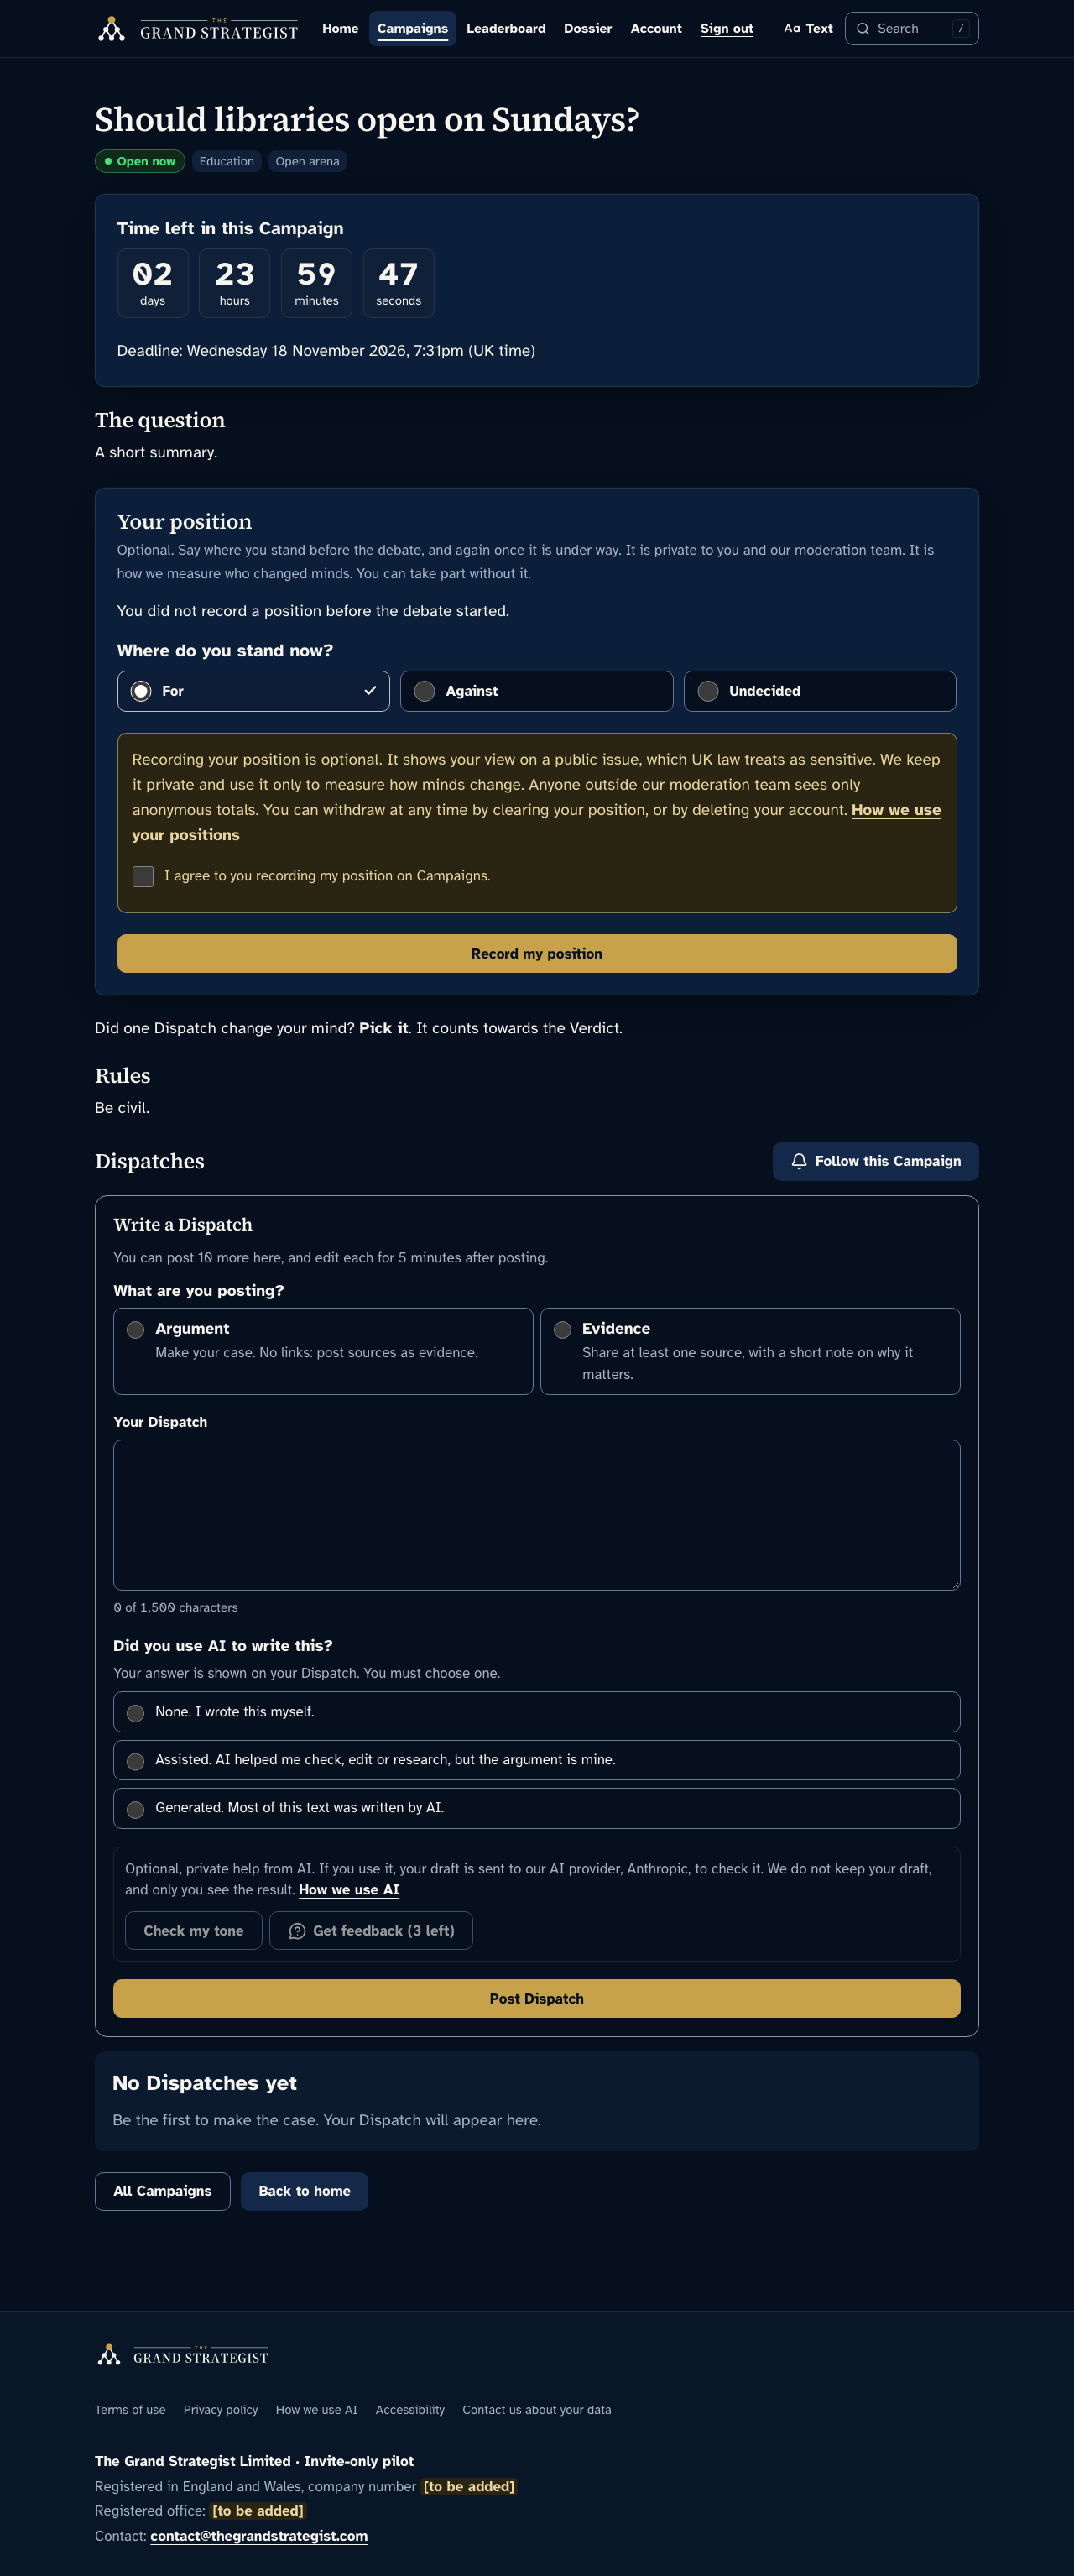 THE
GRAND STRATEGIST
Home
Campaigns
Leaderboard
Dossier
Account
Sign out
Aa Text
Search
/
Should libraries open on Sundays?
Open now
Education
Open arena
Time left in this Campaign
02
days
23
hours
59
minutes
47
seconds
Deadline: Wednesday 18 November 2026, 7:31pm (UK time)
The question
A short summary.
Your position
Optional. Say where you stand before the debate, and again once it is under way. It is private to you and our moderation team. It is
how we measure who changed minds. You can take part without it.
You did not record a position before the debate started.
Where do you stand now?
For
Against
Undecided
Recording your position is optional. It shows your view on a public issue, which UK law treats as sensitive. We keep
it private and use it only to measure how minds change. Anyone outside our moderation team sees only
anonymous totals. You can withdraw at any time by clearing your position, or by deleting your account. How we use
your positions
I agree to you recording my position on Campaigns.
Record my position
Did one Dispatch change your mind? Pick it. It counts towards the Verdict.
Rules
Be civil.
Dispatches
Follow this Campaign
Write a Dispatch
You can post 10 more here, and edit each for 5 minutes after posting.
What are you posting?
Argument
Make your case. No links: post sources as evidence.
Evidence
Share at least one source, with a short note on why it
matters.
Your Dispatch
0 of 1,500 characters
Did you use AI to write this?
Your answer is shown on your Dispatch. You must choose one.
None. I wrote this myself.
Assisted. AI helped me check, edit or research, but the argument is mine.
Generated. Most of this text was written by AI.
Optional, private help from AI. If you use it, your draft is sent to our AI provider, Anthropic, to check it. We do not keep your draft,
and only you see the result. How we use AI
Check my tone
Get feedback (3 left)
Post Dispatch
No Dispatches yet
Be the first to make the case. Your Dispatch will appear here.
All Campaigns
Back to home
THE
GRAND STRATEGIST
Terms of use
Privacy policy
How we use AI
Accessibility
Contact us about your data
The Grand Strategist Limited · Invite-only pilot
Registered in England and Wales, company number [to be added]
Registered office: [to be added]
Contact: contact@thegrandstrategist.com